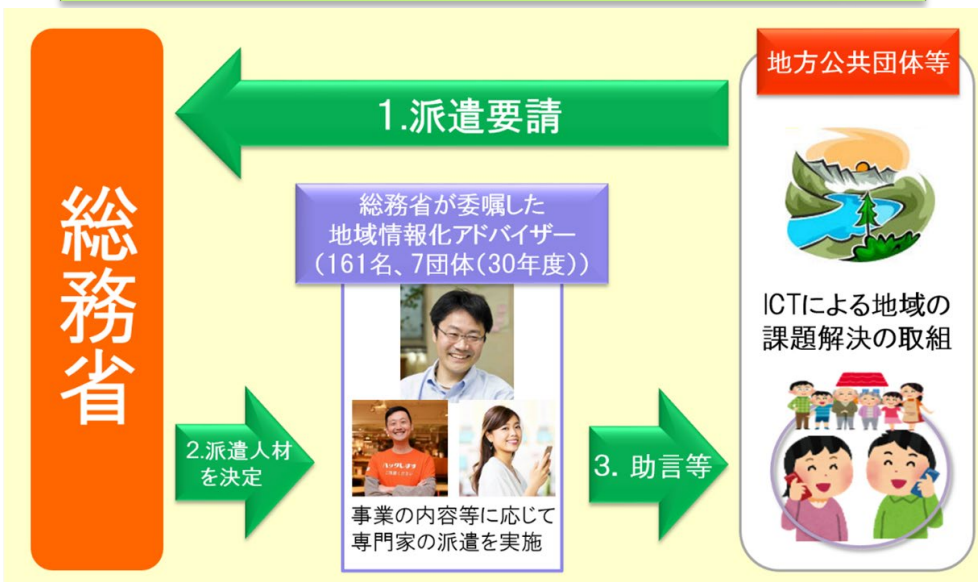 総務省
1.派遣要請
地方公共団体等
総務省が委嘱した
地域情報化アドバイザー
(161名、7団体(30年度))
ICTによる地域の
課題解決の取組
2.派遣人材
を決定
3. 助言等
事業の内容等に応じて
専門家の派遣を実施